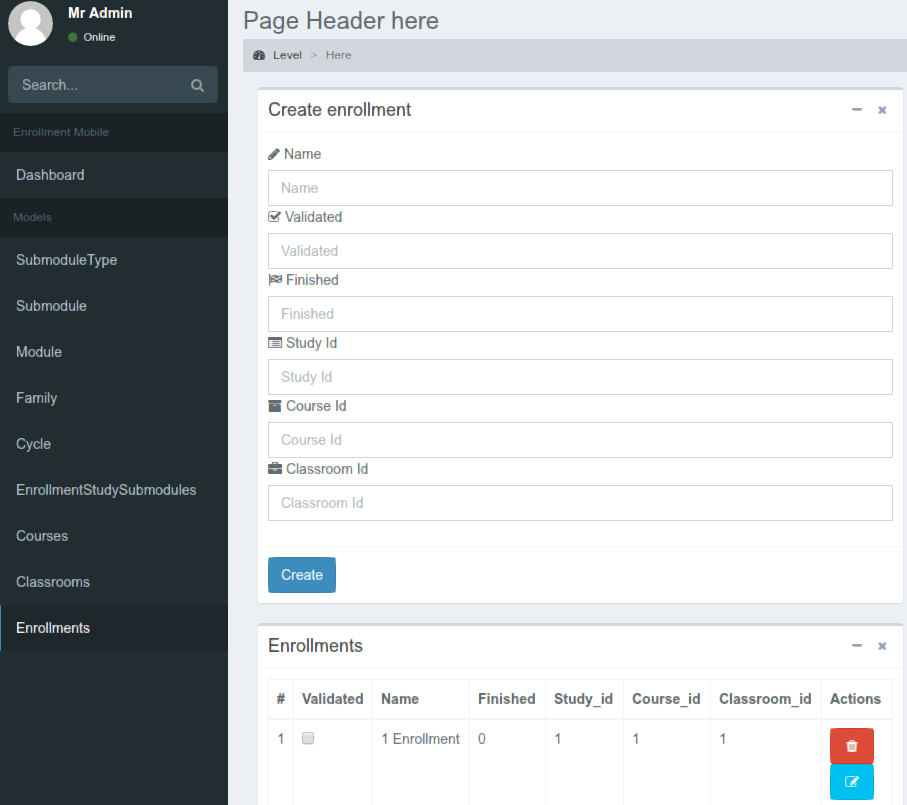 Mr Admin
Online
Search...
Enrollment Mobile
Dashboard
Models
SubmoduleType
Submodule
Module
Family
Cycle
EnrollmentStudySubmodules
Courses
Classrooms
Enrollments
Page Header here
Level > Here
Create enrollment
Name
Name
Validated
Validated
Finished
Finished
Study Id
Study Id
Course Id
Course Id
Classroom Id
Classroom Id
Create
Enrollments
# Validated Name Finished Study_id Course_id Classroom_id Actions
1 1 Enrollment 0 1 1 1